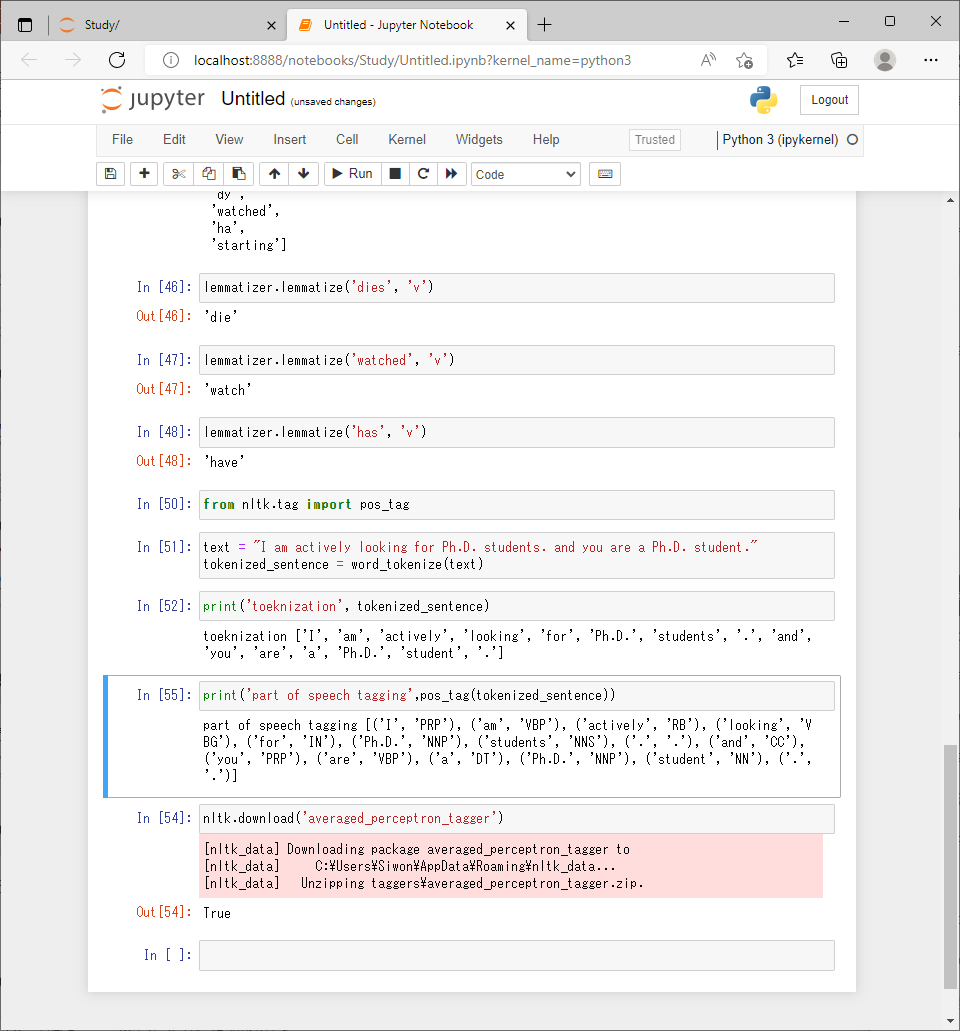 Study/
Untitled - Jupyter Notebook
localhost:8888/notebooks/Study/Untitled.ipynb?kernel_name=python3
jupyter Untitled (unsaved changes)
Logout
File Edit View Insert Cell Kernel Widgets Help
Trusted
Python 3 (ipykernel)
Run
Code
'dy',
'watched',
'ha',
'starting']
In [46]: lemmatizer.lemmatize('dies', 'v')
Out[46]: 'die'
In [47]: lemmatizer.lemmatize('watched', 'v')
Out[47]: 'watch'
In [48]: lemmatizer.lemmatize('has', 'v')
Out[48]: 'have'
In [50]: from nltk.tag import pos_tag
In [51]: text = "I am actively looking for Ph.D. students. and you are a Ph.D. student."
tokenized_sentence = word_tokenize(text)
In [52]: print('toeknization', tokenized_sentence)
toeknization ['I', 'am', 'actively', 'looking', 'for', 'Ph.D.', 'students', '.', 'and',
'you', 'are', 'a', 'Ph.D.', 'student', '.']
In [55]: print('part of speech tagging',pos_tag(tokenized_sentence))
part of speech tagging [('I', 'PRP'), ('am', 'VBP'), ('actively', 'RB'), ('looking', 'V
BG'), ('for', 'IN'), ('Ph.D.', 'NNP'), ('students', 'NNS'), ('.', '.'), ('and', 'CC'),
('you', 'PRP'), ('are', 'VBP'), ('a', 'DT'), ('Ph.D.', 'NNP'), ('student', 'NN'), ('.',
'.')]
In [54]: nltk.download('averaged_perceptron_tagger')
[nltk_data] Downloading package averaged_perceptron_tagger to
[nltk_data]     C:¥Users¥Siwon¥AppData¥Roaming¥nltk_data...
[nltk_data]   Unzipping taggers¥averaged_perceptron_tagger.zip.
Out[54]: True
In [ ]: